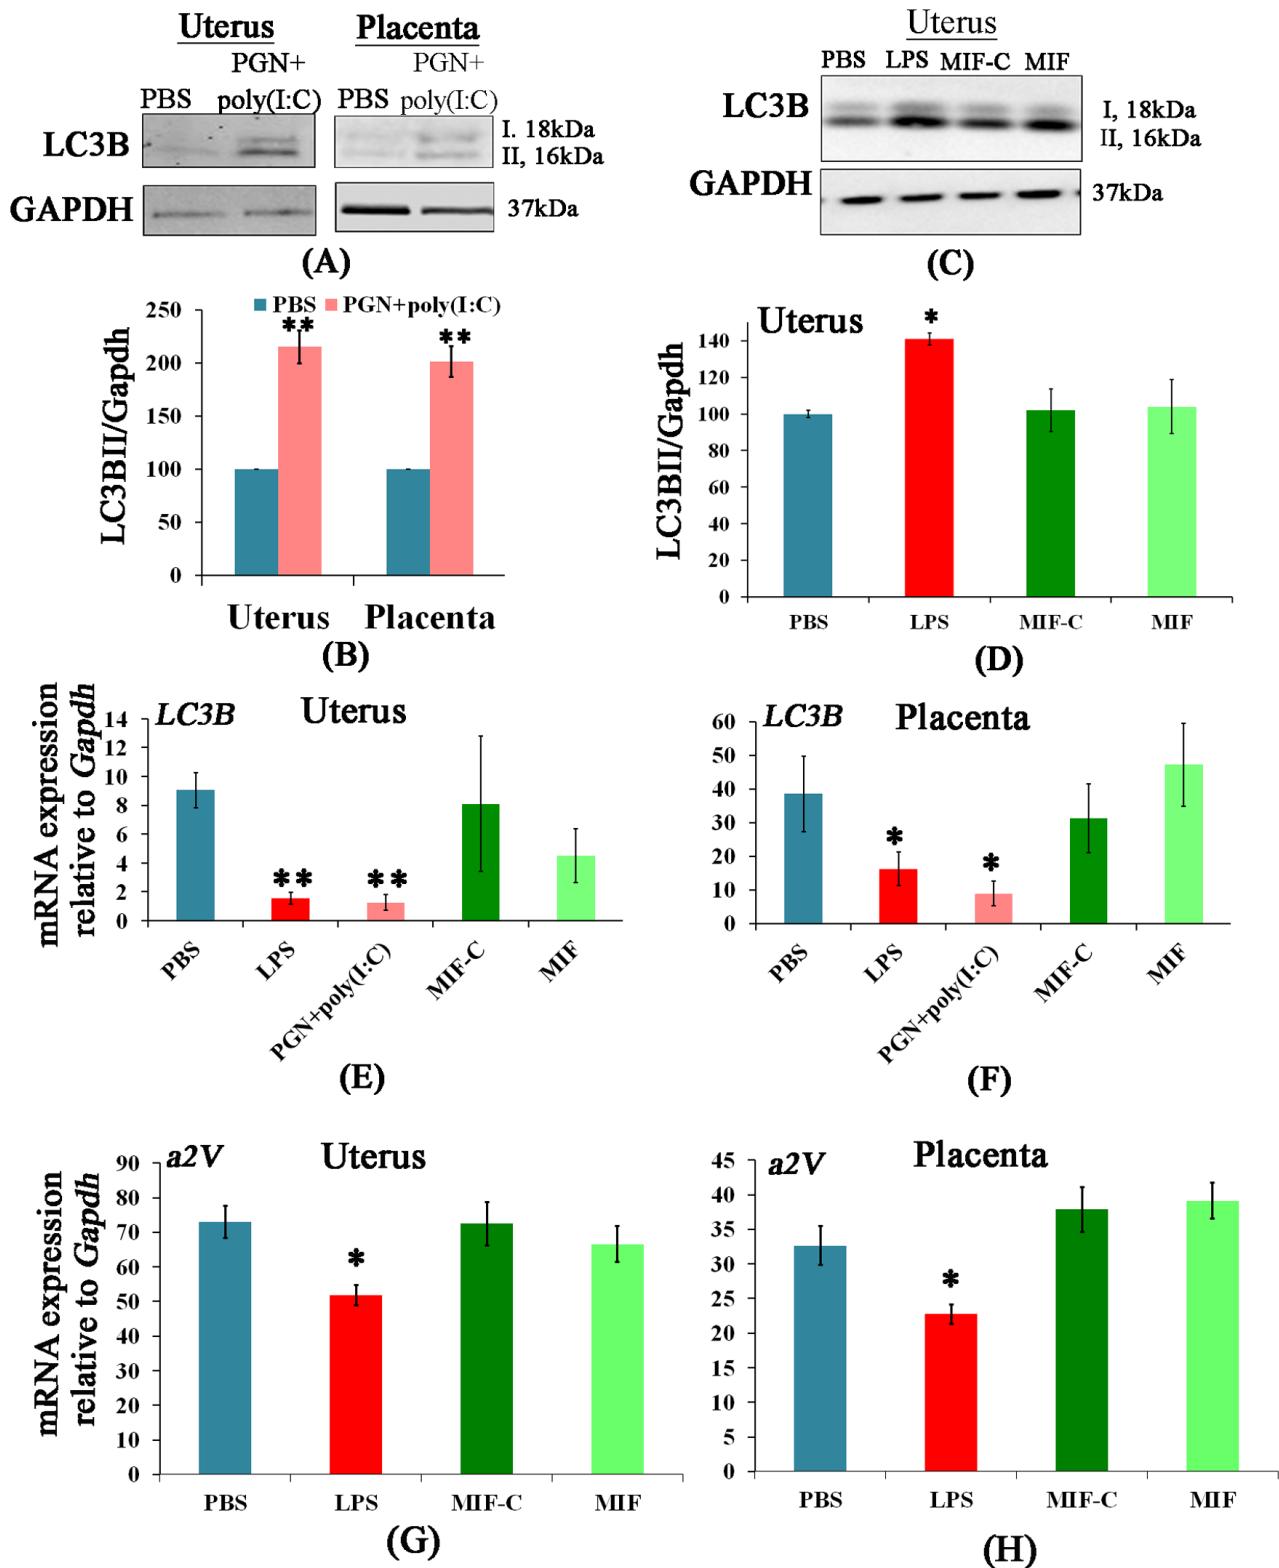 Uterus
Placenta
PGN+
poly(I:C)
PBS
PGN+
poly(I:C)
PBS
LC3B
I. 18kDa
II, 16kDa
GAPDH
37kDa
(A)
Uterus
PBS LPS MIF-C MIF
LC3B
I, 18kDa
II, 16kDa
GAPDH
37kDa
(C)
PBS PGN+poly(I:C)
LC3BII/Gapdh
250
200
150
100
50
0
** **
Uterus Placenta
(B)
Uterus
LC3BII/Gapdh
140
120
100
80
60
40
20
0
*
PBS LPS MIF-C MIF
(D)
LC3B Uterus
mRNA expression
relative to Gapdh
14
12
10
8
6
4
2
0
** **
PBS LPS PGN+poly(I:C) MIF-C MIF
(E)
LC3B Placenta
60
50
40
30
20
10
0
* *
PBS LPS PGN+poly(I:C) MIF-C MIF
(F)
a2V Uterus
mRNA expression
relative to Gapdh
90
80
70
60
50
40
30
20
10
0
*
PBS LPS MIF-C MIF
(G)
a2V Placenta
45
40
35
30
25
20
15
10
5
0
*
PBS LPS MIF-C MIF
(H)